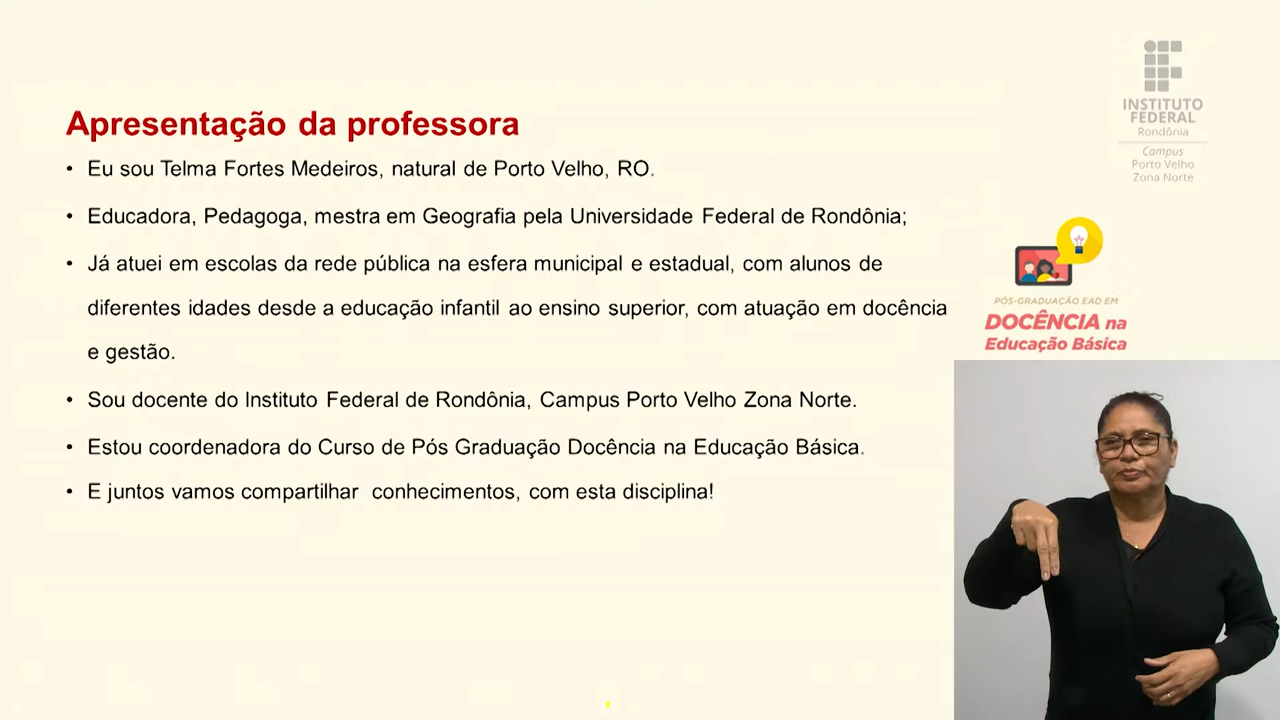 Apresentação da professora
• Eu sou Telma Fortes Medeiros, natural de Porto Velho, RO.
• Educadora, Pedagoga, mestra em Geografia pela Universidade Federal de Rondônia;
• Já atuei em escolas da rede pública na esfera municipal e estadual, com alunos de
diferentes idades desde a educação infantil ao ensino superior, com atuação em docência
e gestão.
• Sou docente do Instituto Federal de Rondônia, Campus Porto Velho Zona Norte.
• Estou coordenadora do Curso de Pós Graduação Docência na Educação Básica.
• E juntos vamos compartilhar  conhecimentos, com esta disciplina!
INSTITUTO
FEDERAL
Rondônia
Campus
Porto Velho
Zona Norte
PÓS-GRADUAÇÃO EAD EM
DOCÊNCIA na
Educação Básica